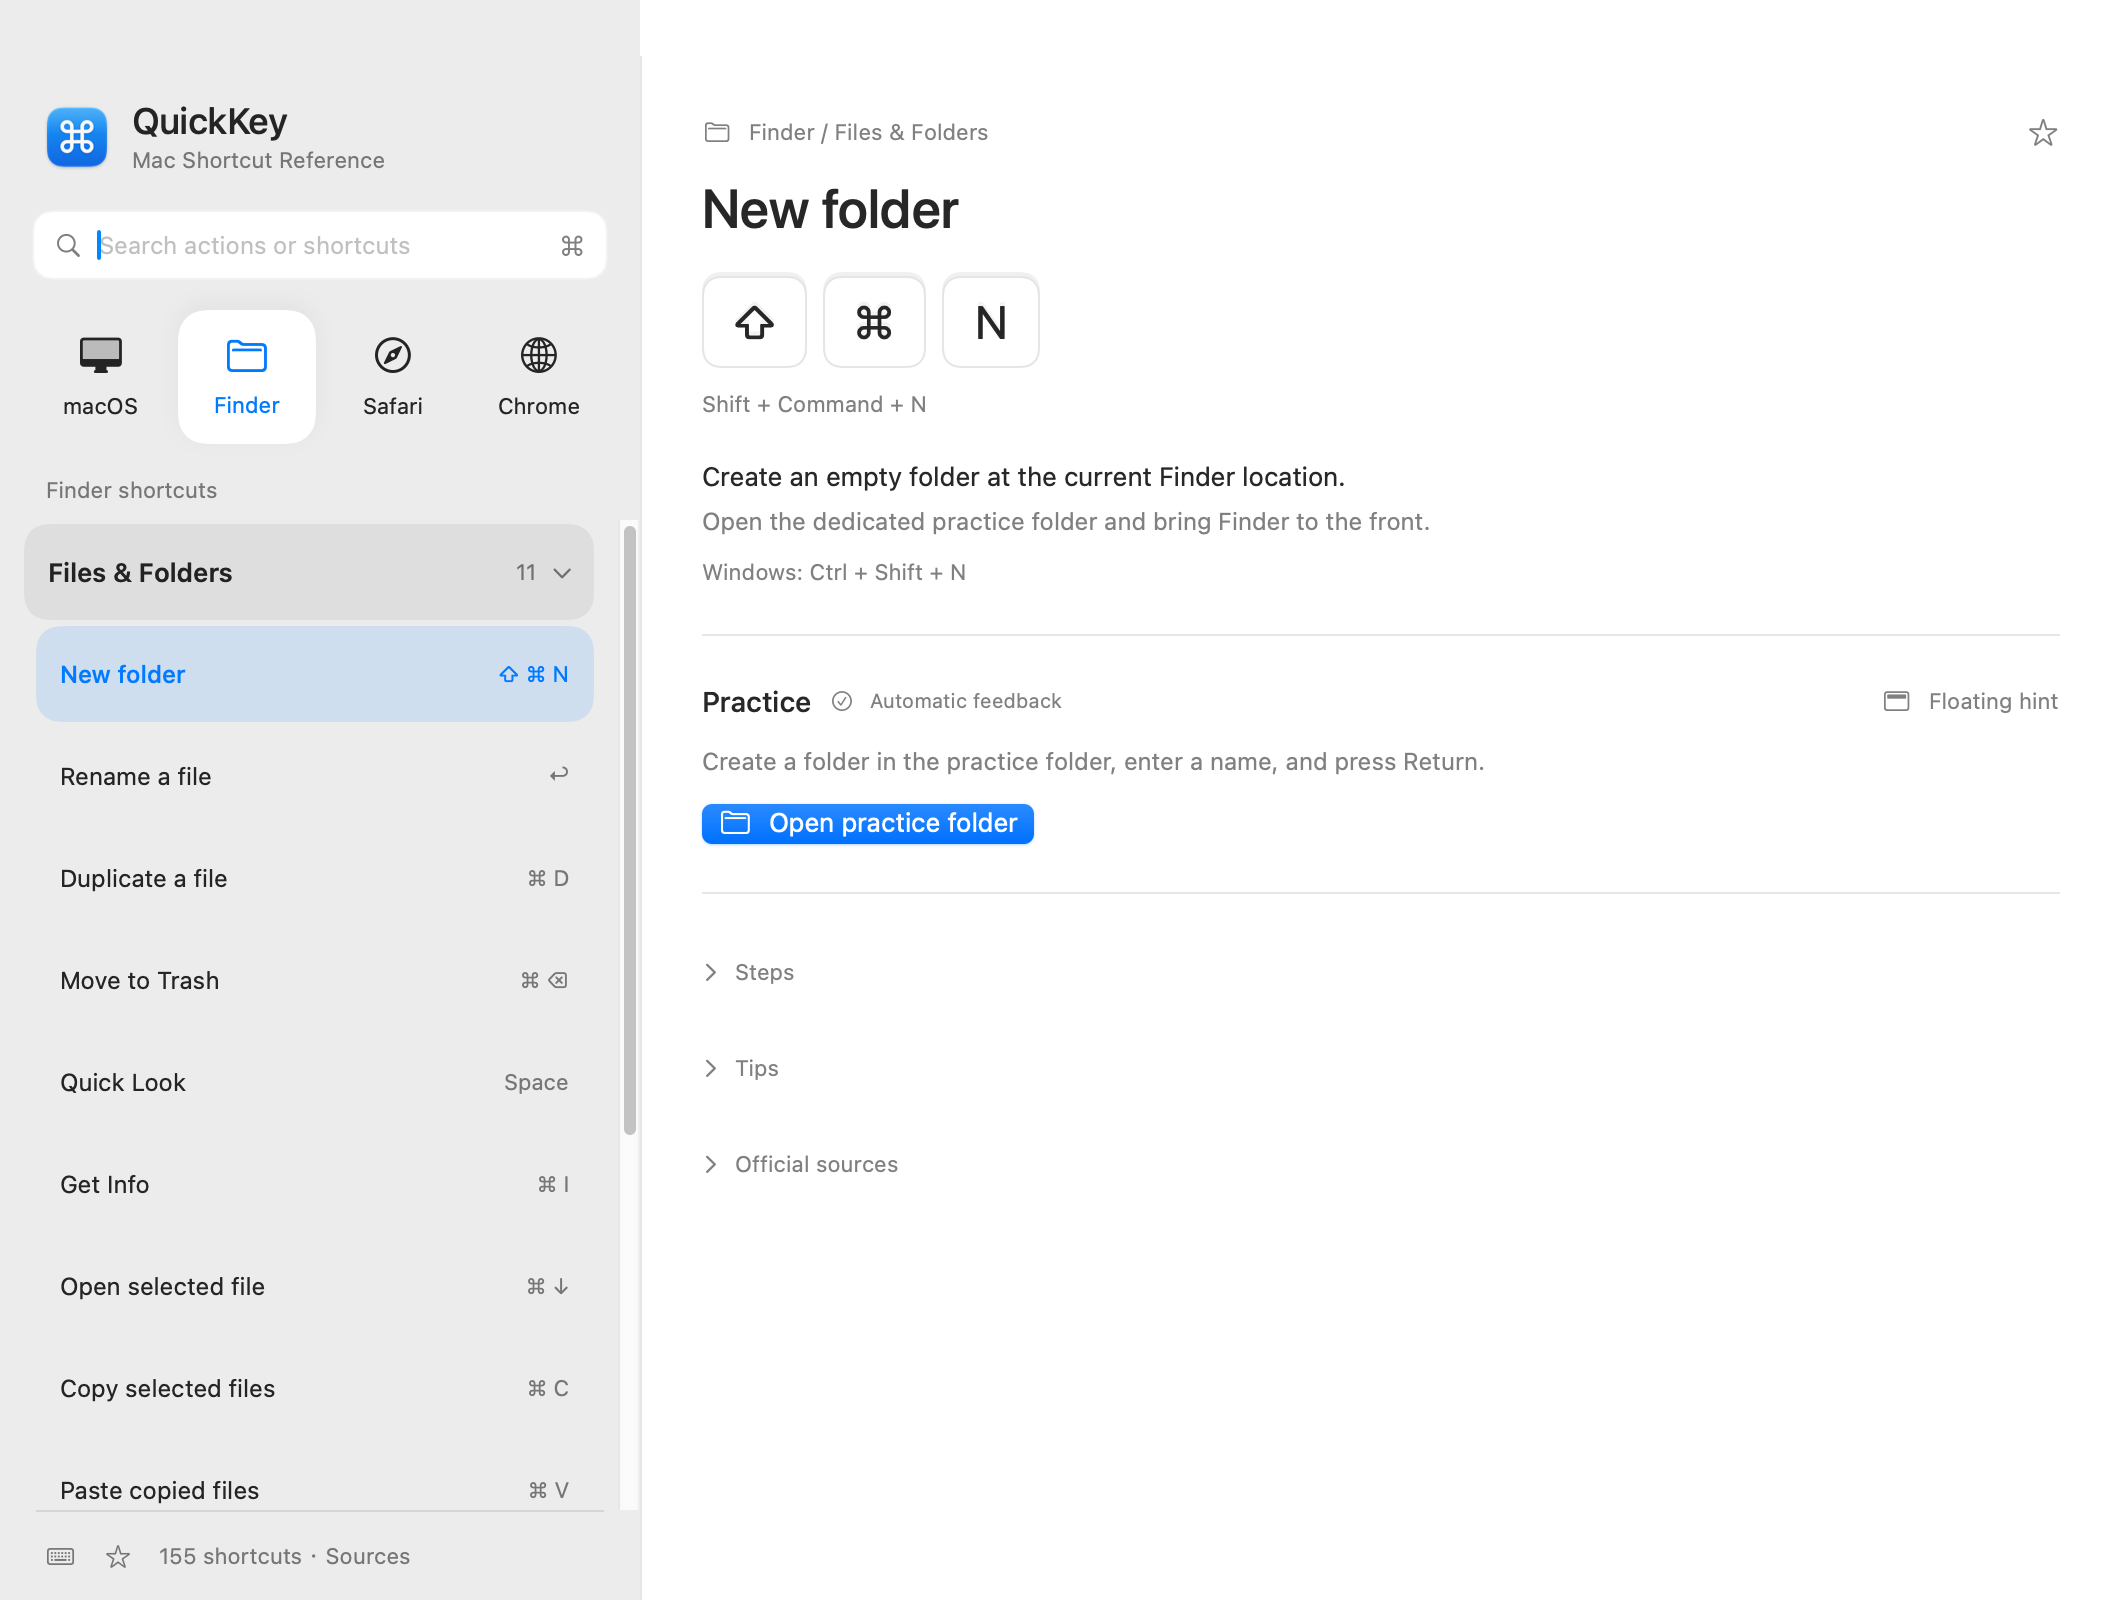 QuickKey
Mac Shortcut Reference
Search actions or shortcuts ⌘
macOS
Finder
Safari
Chrome
Finder shortcuts
Files & Folders 11
New folder ⇧ ⌘ N
Rename a file ↩
Duplicate a file ⌘ D
Move to Trash ⌘ ⌫
Quick Look Space
Get Info ⌘ I
Open selected file ⌘ ↓
Copy selected files ⌘ C
Paste copied files ⌘ V
155 shortcuts · Sources
Finder / Files & Folders
New folder
⇧ ⌘ N
Shift + Command + N
Create an empty folder at the current Finder location.
Open the dedicated practice folder and bring Finder to the front.
Windows: Ctrl + Shift + N
Practice Automatic feedback Floating hint
Create a folder in the practice folder, enter a name, and press Return.
Open practice folder
Steps
Tips
Official sources